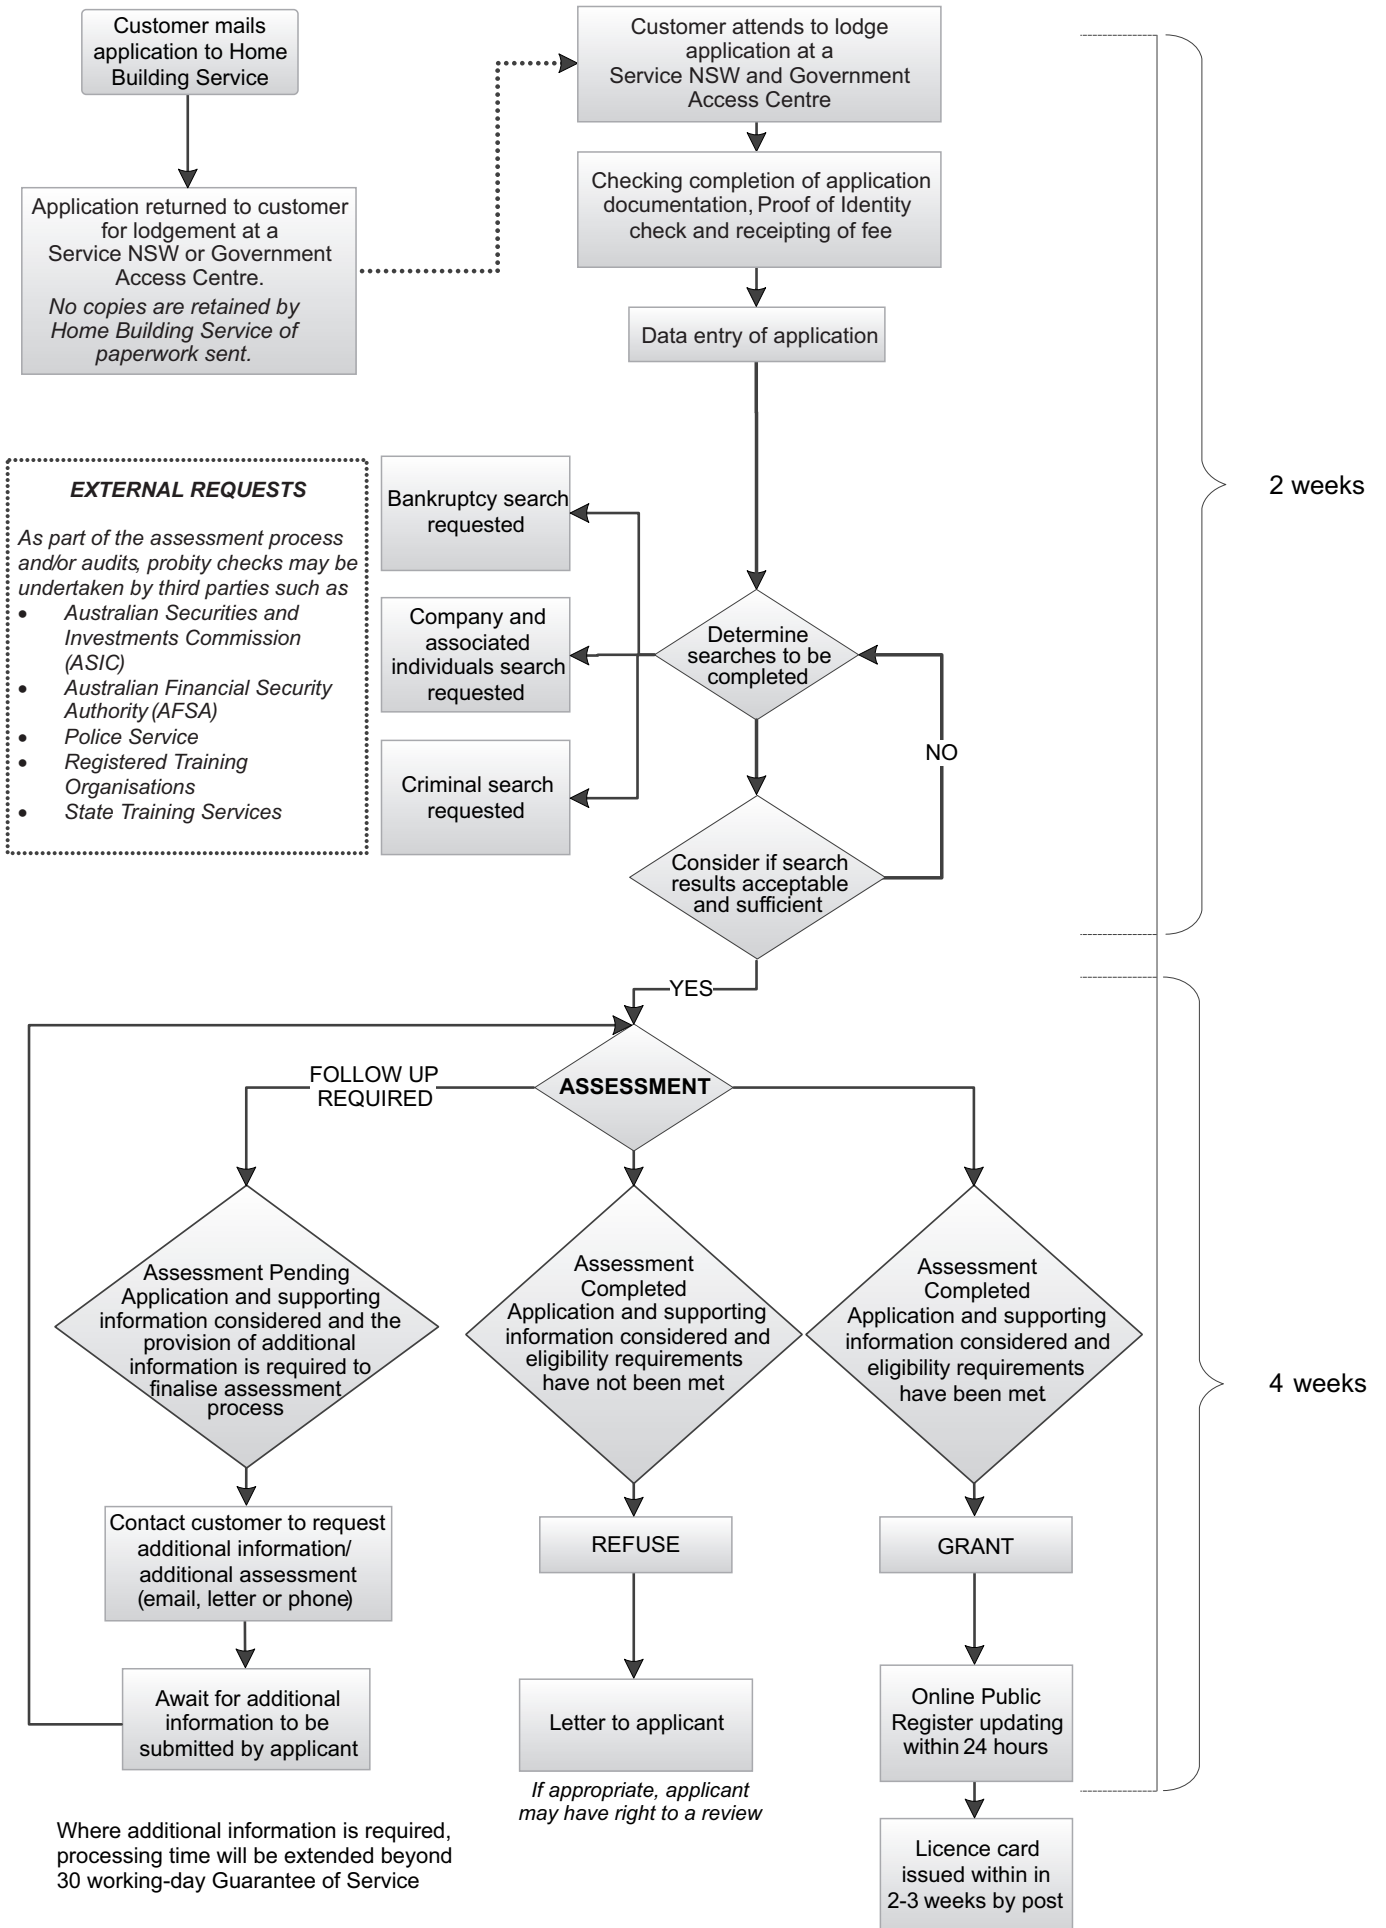 Customer mails
application to Home
Building Service
Application returned to customer
for lodgement at a
Service NSW or Government
Access Centre.
No copies are retained by
Home Building Service of
paperwork sent.
Customer attends to lodge
application at a
Service NSW and Government
Access Centre
Checking completion of application
documentation, Proof of Identity
check and receipting of fee
Data entry of application
2 weeks
EXTERNAL REQUESTS
As part of the assessment process
and/or audits, probity checks may be
undertaken by third parties such as
• Australian Securities and
Investments Commission
(ASIC)
• Australian Financial Security
Authority (AFSA)
• Police Service
• Registered Training
Organisations
• State Training Services
Bankruptcy search
requested
Company and
associated
individuals search
requested
Criminal search
requested
Determine
searches to be
completed
NO
Consider if search
results acceptable
and sufficient
YES
ASSESSMENT
FOLLOW UP
REQUIRED
Assessment Pending
Application and supporting
information considered and the
provision of additional
information is required to
finalise assessment
process
Assessment
Completed
Application and supporting
information considered and
eligibility requirements
have not been met
Assessment
Completed
Application and supporting
information considered and
eligibility requirements
have been met
4 weeks
Contact customer to request
additional information/
additional assessment
(email, letter or phone)
REFUSE
GRANT
Await for additional
information to be
submitted by applicant
Letter to applicant
If appropriate, applicant
may have right to a review
Online Public
Register updating
within 24 hours
Where additional information is required,
processing time will be extended beyond
30 working-day Guarantee of Service
Licence card
issued within in
2-3 weeks by post